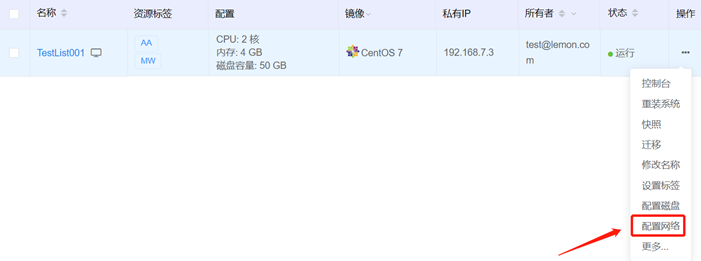 名称 资源标签 配置 镜像 私有IP 所有者 状态 操作
TestList001 AA MW CPU: 2 核 CentOS 7 192.168.7.3 test@lemon.co 运行 ...
内存: 4 GB
磁盘容量: 50 GB
m
控制台
重装系统
快照
迁移
修改名称
设置标签
配置磁盘
配置网络
更多...